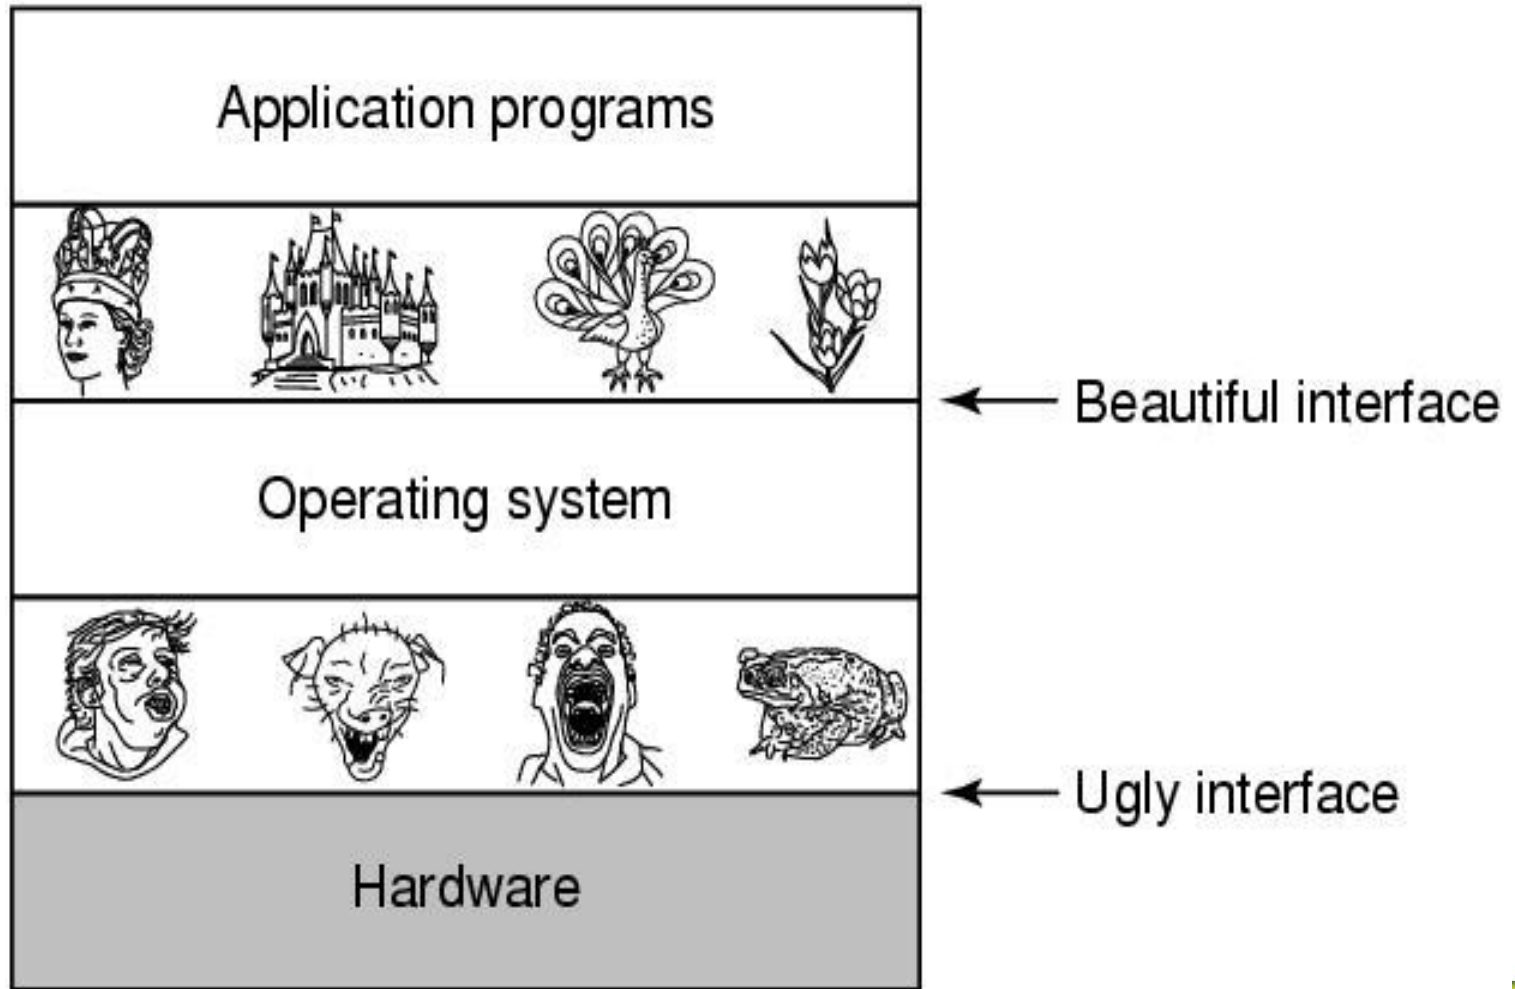 Application programs
Beautiful interface
Operating system
Ugly interface
Hardware